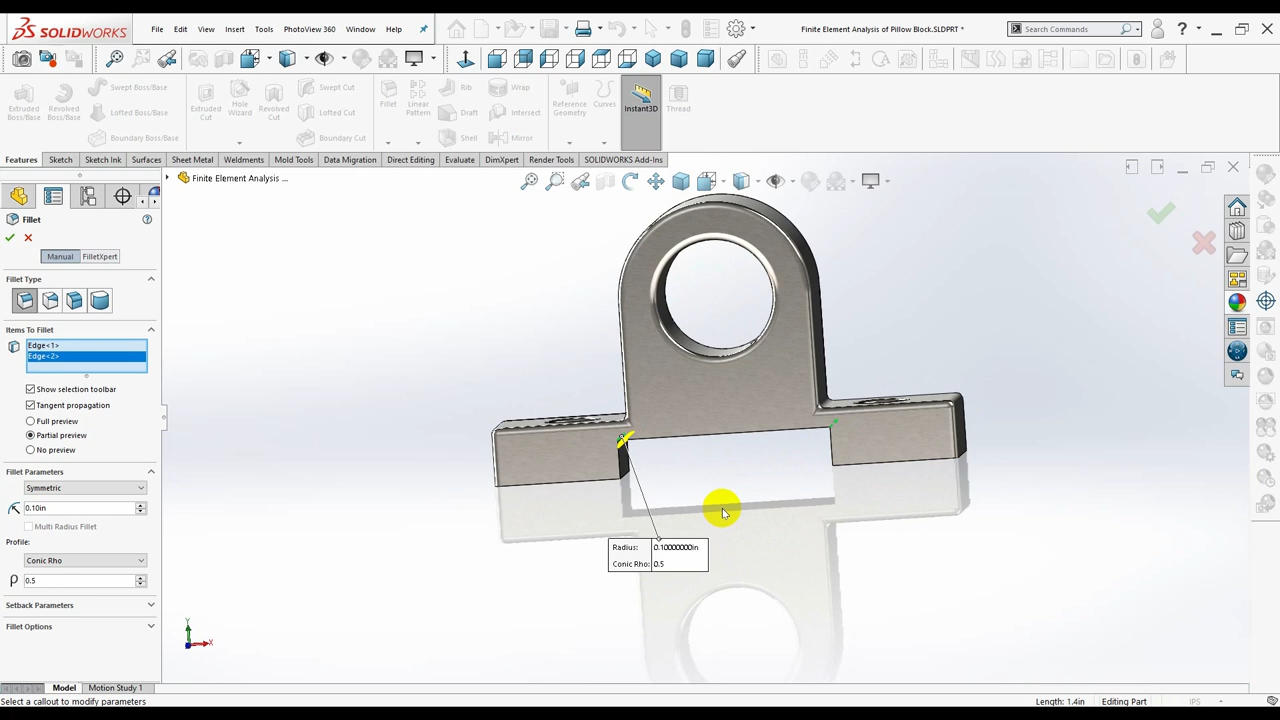 SOLIDWORKS
File
Edit
View
Insert
Tools
PhotoView 360
Window
Help
Finite Element Analysis of Pillow Block.SLDPRT *
Search Commands
?
Extruded Boss/Base
Revolved Boss/Base
Swept Boss/Base
Lofted Boss/Base
Boundary Boss/Base
Extruded Cut
Hole Wizard
Revolved Cut
Swept Cut
Lofted Cut
Boundary Cut
Fillet
Linear Pattern
Rib
Draft
Shell
Wrap
Intersect
Mirror
Reference Geometry
Curves
Instant3D
Thread
Features
Sketch
Sketch Ink
Surfaces
Sheet Metal
Weldments
Mold Tools
Data Migration
Direct Editing
Evaluate
DimXpert
Render Tools
SOLIDWORKS Add-Ins
Finite Element Analysis ...
Fillet
Manual
FilletXpert
Fillet Type
Items To Fillet
Edge<1>
Edge<2>
Show selection toolbar
Tangent propagation
Full preview
Partial preview
No preview
Fillet Parameters
Symmetric
0.10in
Multi Radius Fillet
Profile:
Conic Rho
ρ 0.5
Setback Parameters
Fillet Options
Radius: 0.10000000in
Conic Rho: 0.5
Y
X
Model
Motion Study 1
Select a callout to modify parameters
Length: 1.4in
Editing Part
IPS